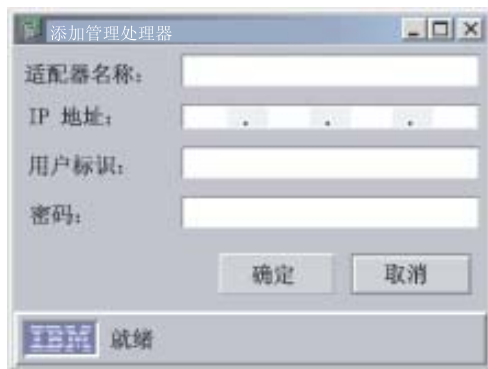 添加管理处理器
适配器名称：
IP 地址：
. . .
用户标识：
密码：
确定 取消
IBM 就绪